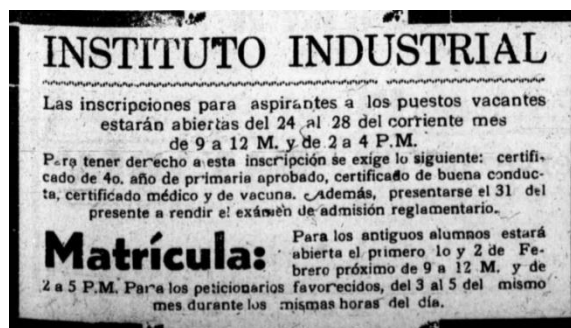 INSTITUTO INDUSTRIAL
Las inscripciones para aspirantes a los puestos vacantes
estarán abiertas del 24 al 28 del corriente mes
de 9 a 12 M. y de 2 a 4 P.M.
Para tener derecho a esta inscripción se exige lo siguiente: certifi-
cado de 4o. año de primaria aprobado, certificado de buena conduc-
ta, certificado médico y de vacuna. Además, presentarse el 31 del
presente a rendir el exámen de admisión reglamentario.
Matrícula:
Para los antiguos alumnos estará
abierta el primero 1o y 2 de Fe-
brero próximo de 9 a 12 M. y de
2 a 5 P.M. Para los peticionarios favorecidos, del 3 al 5 del mismo
mes durante los mismas horas del día.